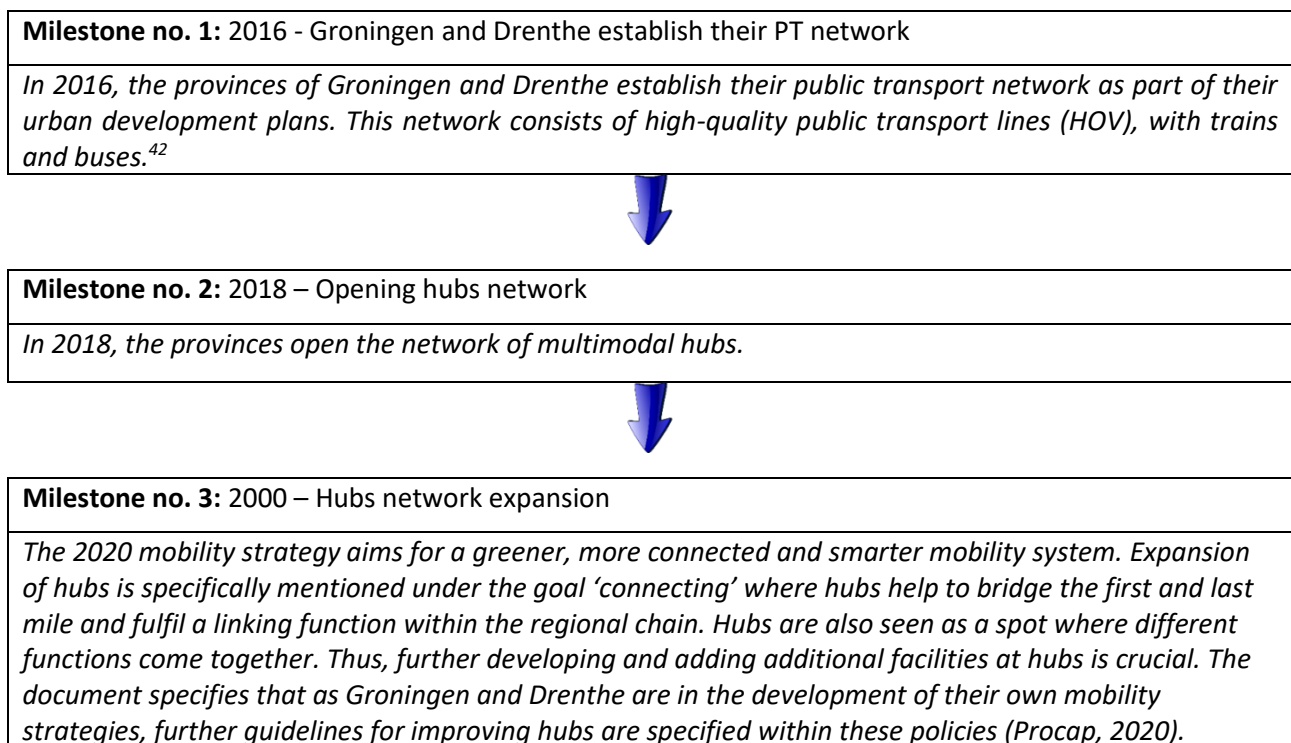 Milestone no. 1: 2016 - Groningen and Drenthe establish their PT network
In 2016, the provinces of Groningen and Drenthe establish their public transport network as part of their
urban development plans. This network consists of high-quality public transport lines (HOV), with trains
and buses.42
Milestone no. 2: 2018 – Opening hubs network
In 2018, the provinces open the network of multimodal hubs.
Milestone no. 3: 2000 – Hubs network expansion
The 2020 mobility strategy aims for a greener, more connected and smarter mobility system. Expansion
of hubs is specifically mentioned under the goal ‘connecting’ where hubs help to bridge the first and last
mile and fulfil a linking function within the regional chain. Hubs are also seen as a spot where different
functions come together. Thus, further developing and adding additional facilities at hubs is crucial. The
document specifies that as Groningen and Drenthe are in the development of their own mobility
strategies, further guidelines for improving hubs are specified within these policies (Procap, 2020).